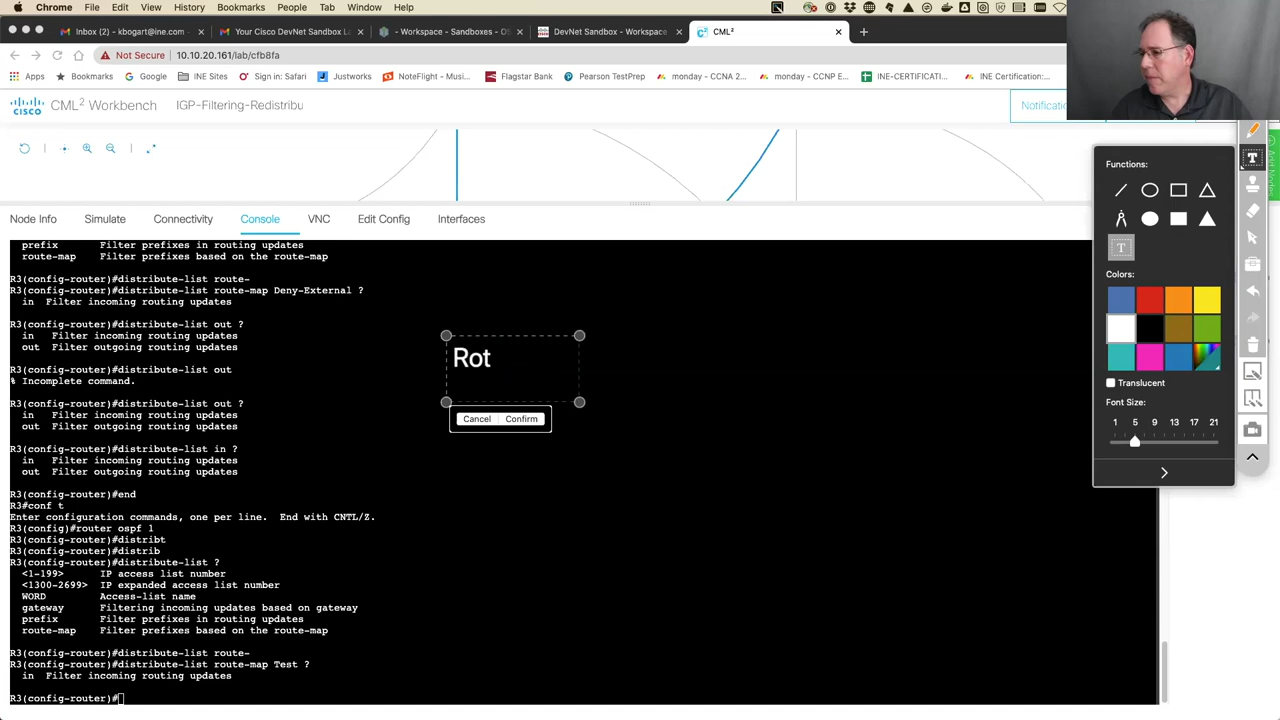 Chrome File Edit View History Bookmarks People Tab Window Help
Inbox (2) - kbogart@ine.com -
Your Cisco DevNet Sandbox La
- Workspace - Sandboxes - OS
DevNet Sandbox - Workspace
CML²
Not Secure 10.10.20.161/lab/cfb8fa
Apps Bookmarks Google INE Sites Sign in: Safari Justworks NoteFlight - Musi... Flagstar Bank Pearson TestPrep monday - CCNA 2... monday - CCNP E... INE-CERTIFICATI... INE Certification:...
CISCO CML² Workbench IGP-Filtering-Redistribu
Notification
Functions:
Node Info Simulate Connectivity Console VNC Edit Config Interfaces
prefix Filter prefixes in routing updates
route-map Filter prefixes based on the route-map
R3(config-router)#distribute-list route-
R3(config-router)#distribute-list route-map Deny-External ?
in Filter incoming routing updates
R3(config-router)#distribute-list out ?
in Filter incoming routing updates
out Filter outgoing routing updates
R3(config-router)#distribute-list out
% Incomplete command.
R3(config-router)#distribute-list out ?
in Filter incoming routing updates
out Filter outgoing routing updates
R3(config-router)#distribute-list in ?
in Filter incoming routing updates
out Filter outgoing routing updates
R3(config-router)#end
R3#conf t
Enter configuration commands, one per line. End with CNTL/Z.
R3(config)#router ospf 1
R3(config-router)#distribt
R3(config-router)#distrib
R3(config-router)#distribute-list ?
<1-199> IP access list number
<1300-2699> IP expanded access list number
WORD Access-list name
gateway Filtering incoming updates based on gateway
prefix Filter prefixes in routing updates
route-map Filter prefixes based on the route-map
R3(config-router)#distribute-list route-
R3(config-router)#distribute-list route-map Test ?
in Filter incoming routing updates
R3(config-router)#
Rot
Cancel Confirm
T
T
Colors:
Translucent
Font Size:
1 5 9 13 17 21